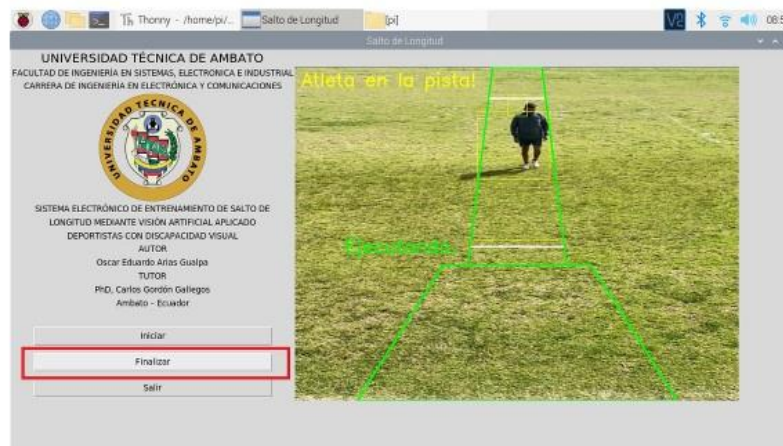 Thonny - /home/pi/...
Salto de Longitud
[pi]
V2
08:5
Salto de Longitud
UNIVERSIDAD TÉCNICA DE AMBATO
FACULTAD DE INGENIERÍA EN SISTEMAS, ELECTRONICA E INDUSTRIAL
CARRERA DE INGENIERÍA EN ELECTRÓNICA Y COMUNICACIONES
UNIVERSIDAD TECNICA DE AMBATO
SISTEMA ELECTRÓNICO DE ENTRENAMIENTO DE SALTO DE
LONGITUD MEDIANTE VISIÓN ARTIFICIAL APLICADO
DEPORTISTAS CON DISCAPACIDAD VISUAL
AUTOR
Oscar Eduardo Arias Gualpa
TUTOR
PhD, Carlos Gordón Gallegos
Ambato - Ecuador
Iniciar
Finalizar
Salir
Atleta en la pista!
Ejecutando